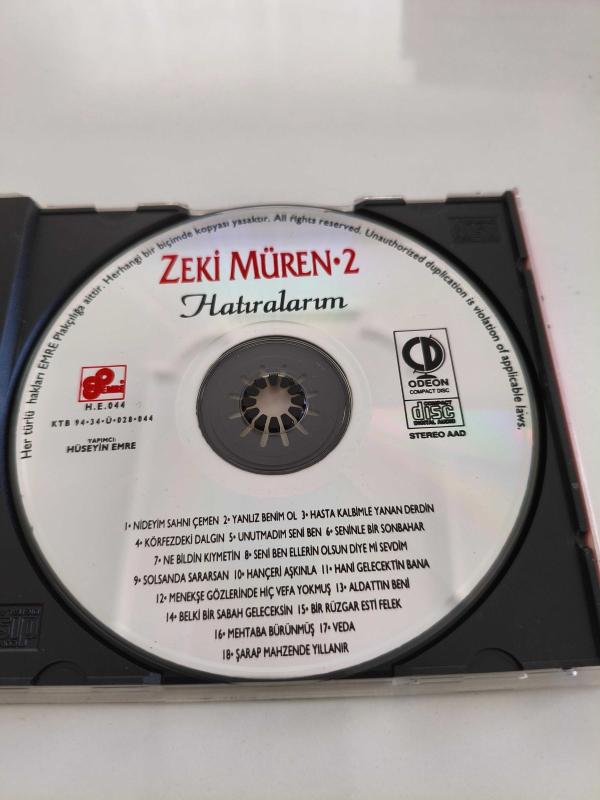 Her türlü hakları EMRE Plakçılığa aittir. Herhangi bir biçimde kopyası yasaktır. All rights reserved. Unauthorized duplication is violation of applicable laws.
ZEKİ MÜREN•2
Hatıralarım
EMRE
H.E.044
KTB 94•34•Ü•028•044
YAPIMCI:
HÜSEYİN EMRE
CD
ODEON
COMPACT DISC
COMPACT
disc
DIGITAL AUDIO
STEREO AAD
1• NİDEYİM SAHNI ÇEMEN 2• YANLIZ BENİM OL 3• HASTA KALBİMLE YANAN DERDİN
4• KÖRFEZDEKİ DALGIN 5• UNUTMADIM SENİ BEN 6• SENİNLE BİR SONBAHAR
7• NE BİLDİN KIYMETİN 8• SENİ BEN ELLERİN OLSUN DİYE Mİ SEVDİM
9• SOLSANDA SARARSAN 10• HANÇERİ AŞKINLA 11• HANİ GELECEKTİN BANA
12• MENEKŞE GÖZLERİNDE HİÇ VEFA YOKMUŞ 13• ALDATTIN BENİ
14• BELKİ BİR SABAH GELECEKSİN 15• BİR RÜZGAR ESTİ FELEK
16• MEHTABA BÜRÜNMÜŞ 17• VEDA
18• ŞARAP MAHZENDE YILLANIR